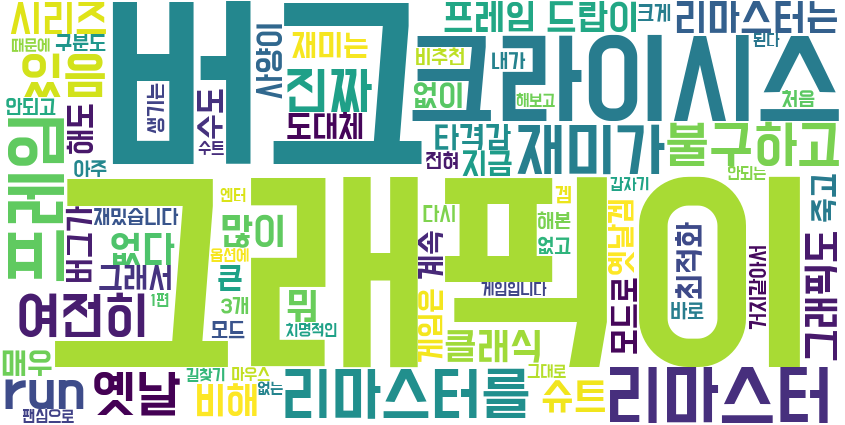 시리즈
때문에
구분도
있음
버그
생기는
수도
수트
사양이
재미는
진짜
도대체
프레임 드랍이
크게
리마스터는
된다
비추천
내가
없이
크라이시스
해보고
처음
안되고
프레임
해도
아주
타격감
전혀
지금
재미가
불구하고
안되는
죽고
그래픽이
버그가
재밌습니다
없다
그래서
엔터
많이
옵션에
큰
3개
1편
모드
뭐
치명적인
여전히
다시
계속
게임은
겜
갑자기
해본
없고
옛날겜
게임입니다
모드로
최적화
바로
거지같아서
그래픽도
클래식
매우
run
팬심으로
옛날
길찾기
마우스
비해
없는
리마스터를
그대로
슈트
리마스터